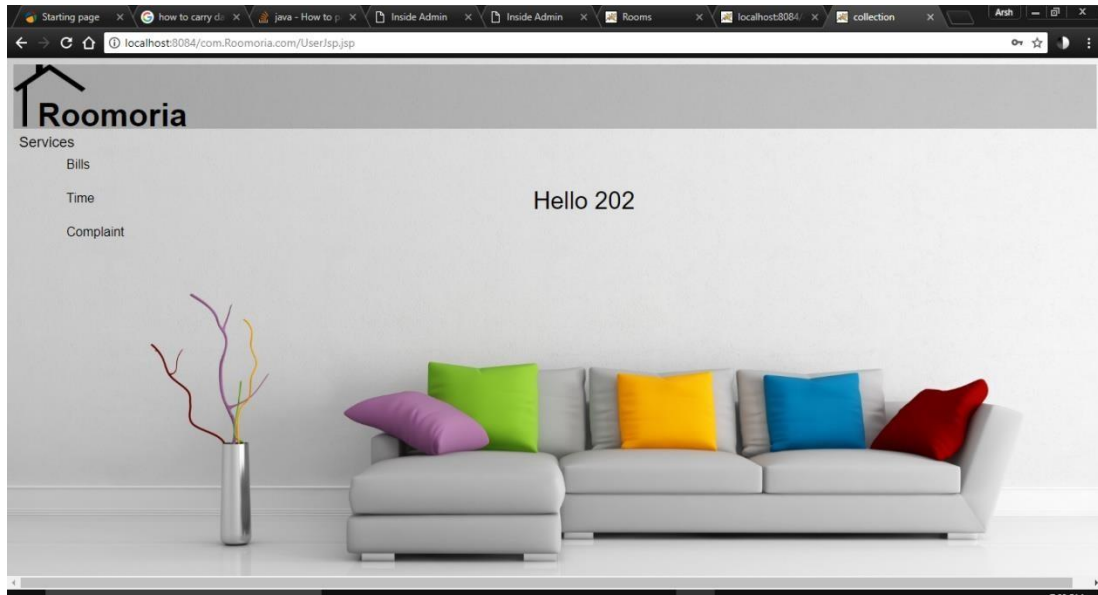 Starting page
how to carry da
java - How to p
Inside Admin
Inside Admin
Rooms
localhost:8084/
collection
Arsh
localhost:8084/com.Roomoria.com/UserJsp.jsp
Roomoria
Services
Bills
Time
Complaint
Hello 202